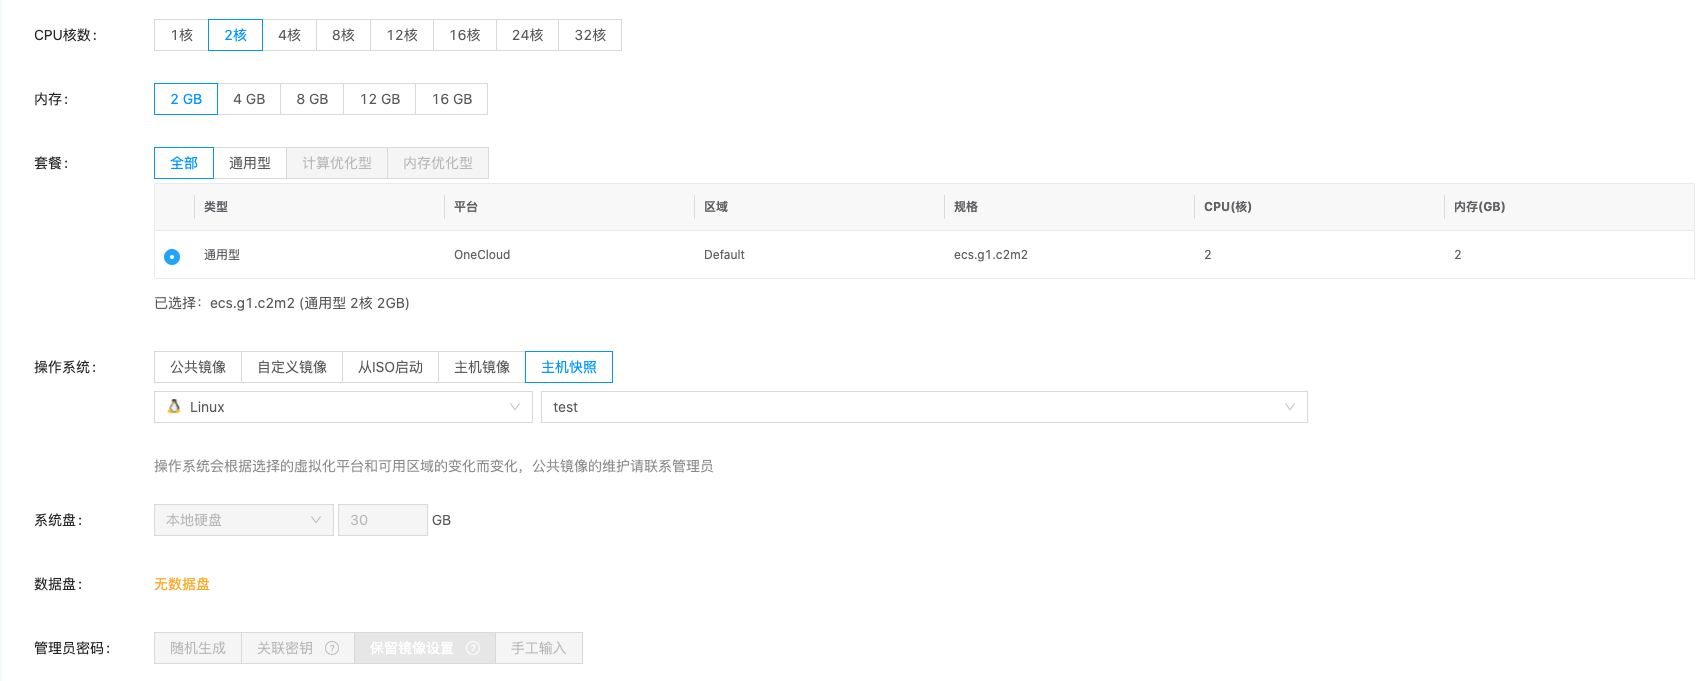 CPU核数： 1核 2核 4核 8核 12核 16核 24核 32核
内存： 2 GB 4 GB 8 GB 12 GB 16 GB
套餐： 全部 通用型 计算优化型 内存优化型
类型 平台 区域 规格 CPU(核) 内存(GB)
通用型 OneCloud Default ecs.g1.c2m2 2 2
已选择：ecs.g1.c2m2 (通用型 2核 2GB)
操作系统： 公共镜像 自定义镜像 从ISO启动 主机镜像 主机快照
Linux test
操作系统会根据选择的虚拟化平台和可用区域的变化而变化，公共镜像的维护请联系管理员
系统盘： 本地硬盘 30 GB
数据盘： 无数据盘
管理员密码： 随机生成 关联密钥 ? 保留镜像设置 ? 手工输入